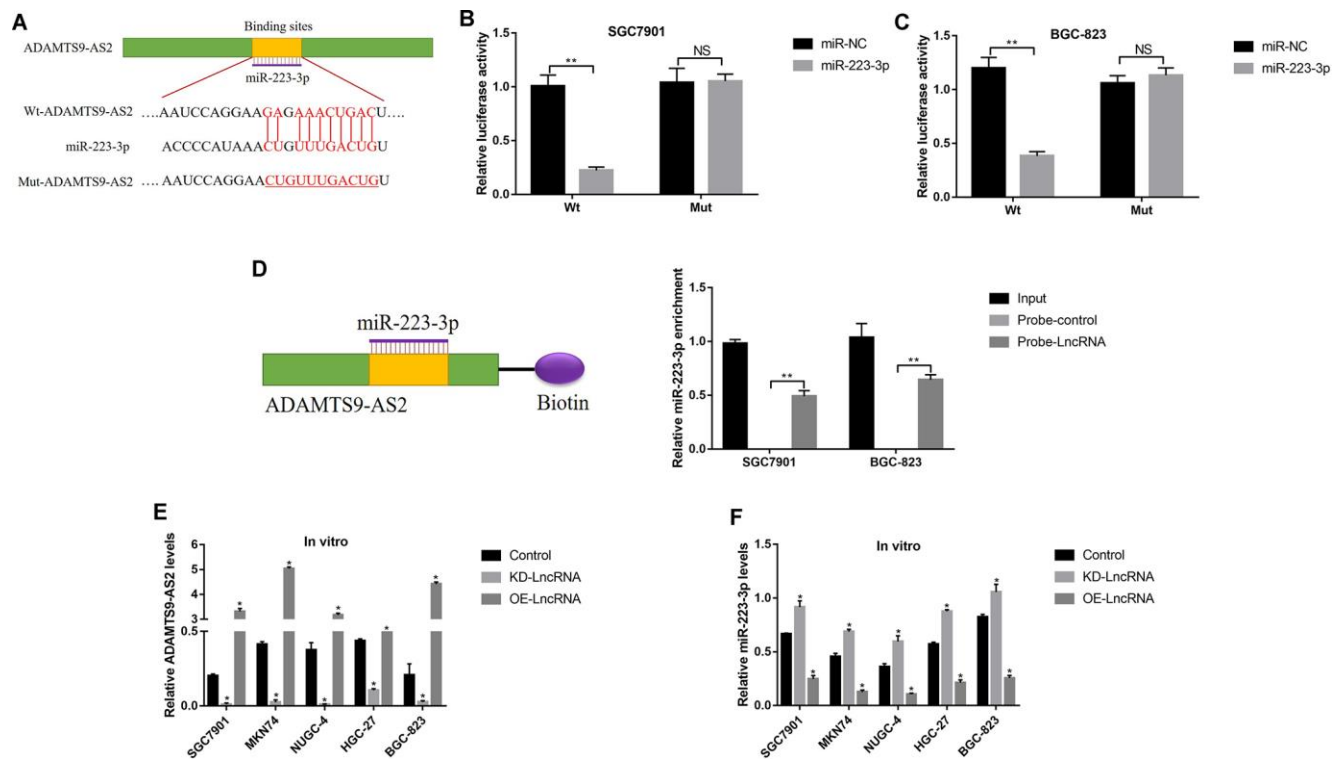 A
Binding sites
ADAMTS9-AS2
miR-223-3p
Wt-ADAMTS9-AS2 ….AAUCCAGGAAGAGAAACUGACU….
miR-223-3p ACCCCAUAAACUGUUUGACUGU
Mut-ADAMTS9-AS2 …. AAUCCAGGAACUGUUUGACUGU
B
SGC7901
Relative luciferase activity
1.5
1.0
0.5
0.0
**
NS
Wt Mut
miR-NC
miR-223-3p
C
BGC-823
Relative luciferase activity
1.5
1.0
0.5
0.0
**
NS
Wt Mut
miR-NC
miR-223-3p
D
miR-223-3p
ADAMTS9-AS2
Biotin
Relative miR-223-3p enrichment
1.5
1.0
0.5
0.0
**
**
SGC7901 BGC-823
Input
Probe-control
Probe-LncRNA
E
In vitro
Relative ADAMTS9-AS2 levels
6
5
4
3
0.5
0.0
* * * * * * * * * *
SGC7901 MKN74 NUGC-4 HGC-27 BGC-823
Control
KD-LncRNA
OE-LncRNA
F
In vitro
Relative miR-223-3p levels
1.5
1.0
0.5
0.0
* * * * * * * * * *
SGC7901 MKN74 NUGC-4 HGC-27 BGC-823
Control
KD-LncRNA
OE-LncRNA